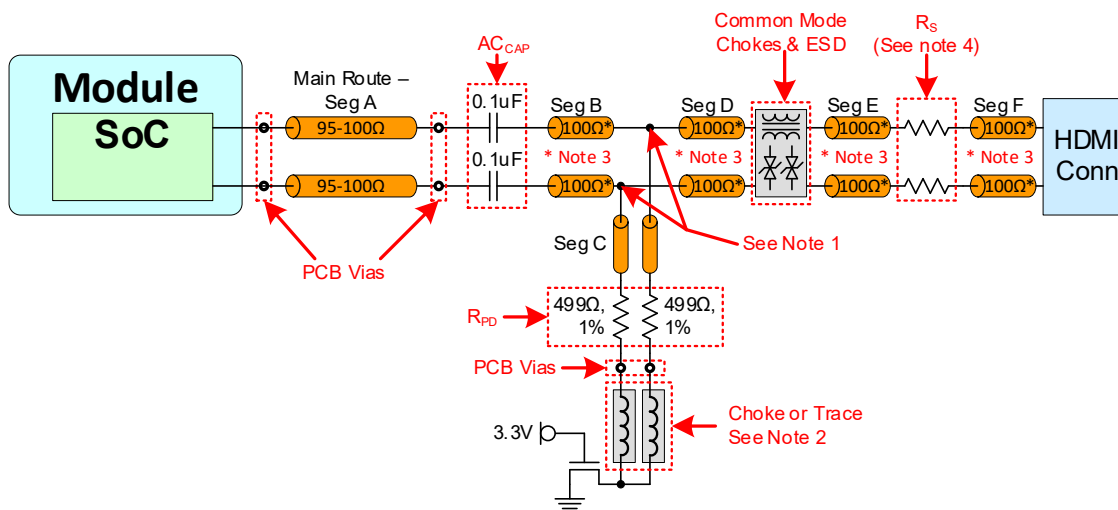 Common Mode
Chokes & ESD
R_S
(See note 4)
AC_CAP
Module
SoC
Main Route –
Seg A
0.1uF
Seg B
Seg D
Seg E
Seg F
95-100Ω
100Ω*
100Ω*
100Ω*
100Ω*
* Note 3
* Note 3
* Note 3
* Note 3
HDMI
Conn
0.1uF
95-100Ω
100Ω*
100Ω*
100Ω*
100Ω*
Seg C
See Note 1
PCB Vias
R_PD
499Ω,
1%
499Ω,
1%
PCB Vias
Choke or Trace
See Note 2
3.3V